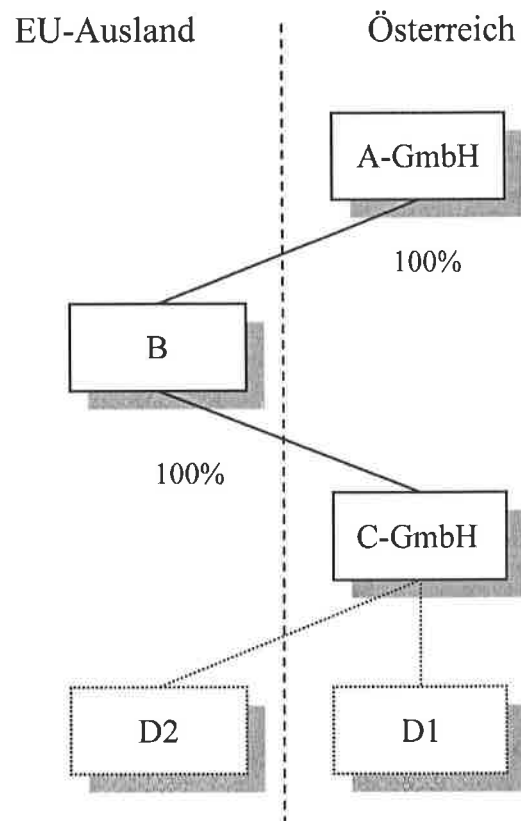 EU-Ausland
Österreich
A-GmbH
100%
B
100%
C-GmbH
D2
D1